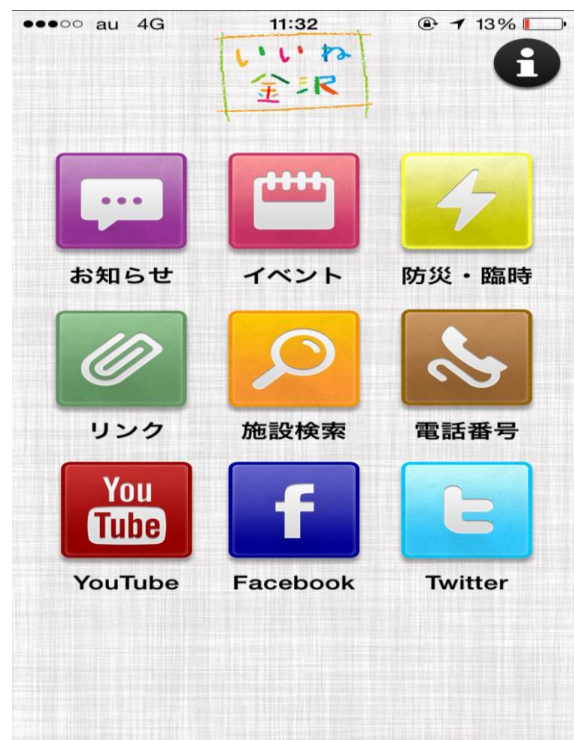 au 4G 11:32 13%
いいね
金沢
i
お知らせ イベント 防災・臨時
リンク 施設検索 電話番号
You
Tube
f
t
YouTube Facebook Twitter